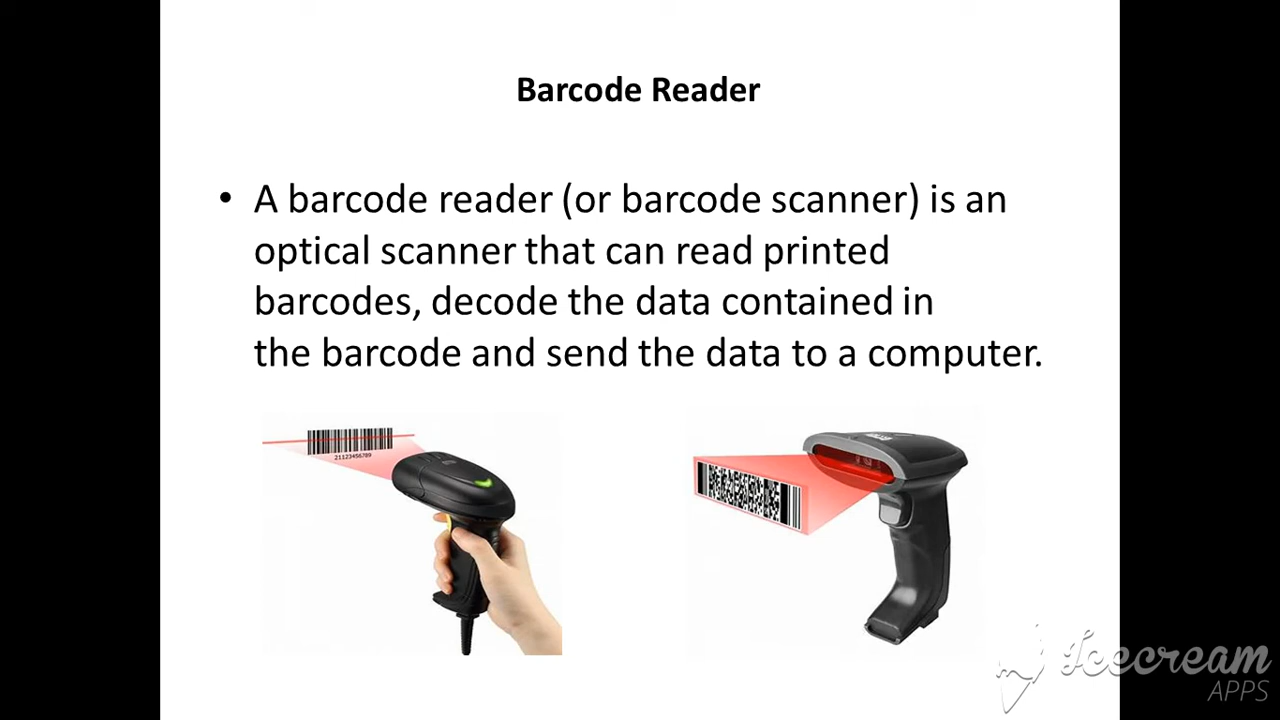 Barcode Reader
• A barcode reader (or barcode scanner) is an
optical scanner that can read printed
barcodes, decode the data contained in
the barcode and send the data to a computer.
21123456789
Icecream
APPS